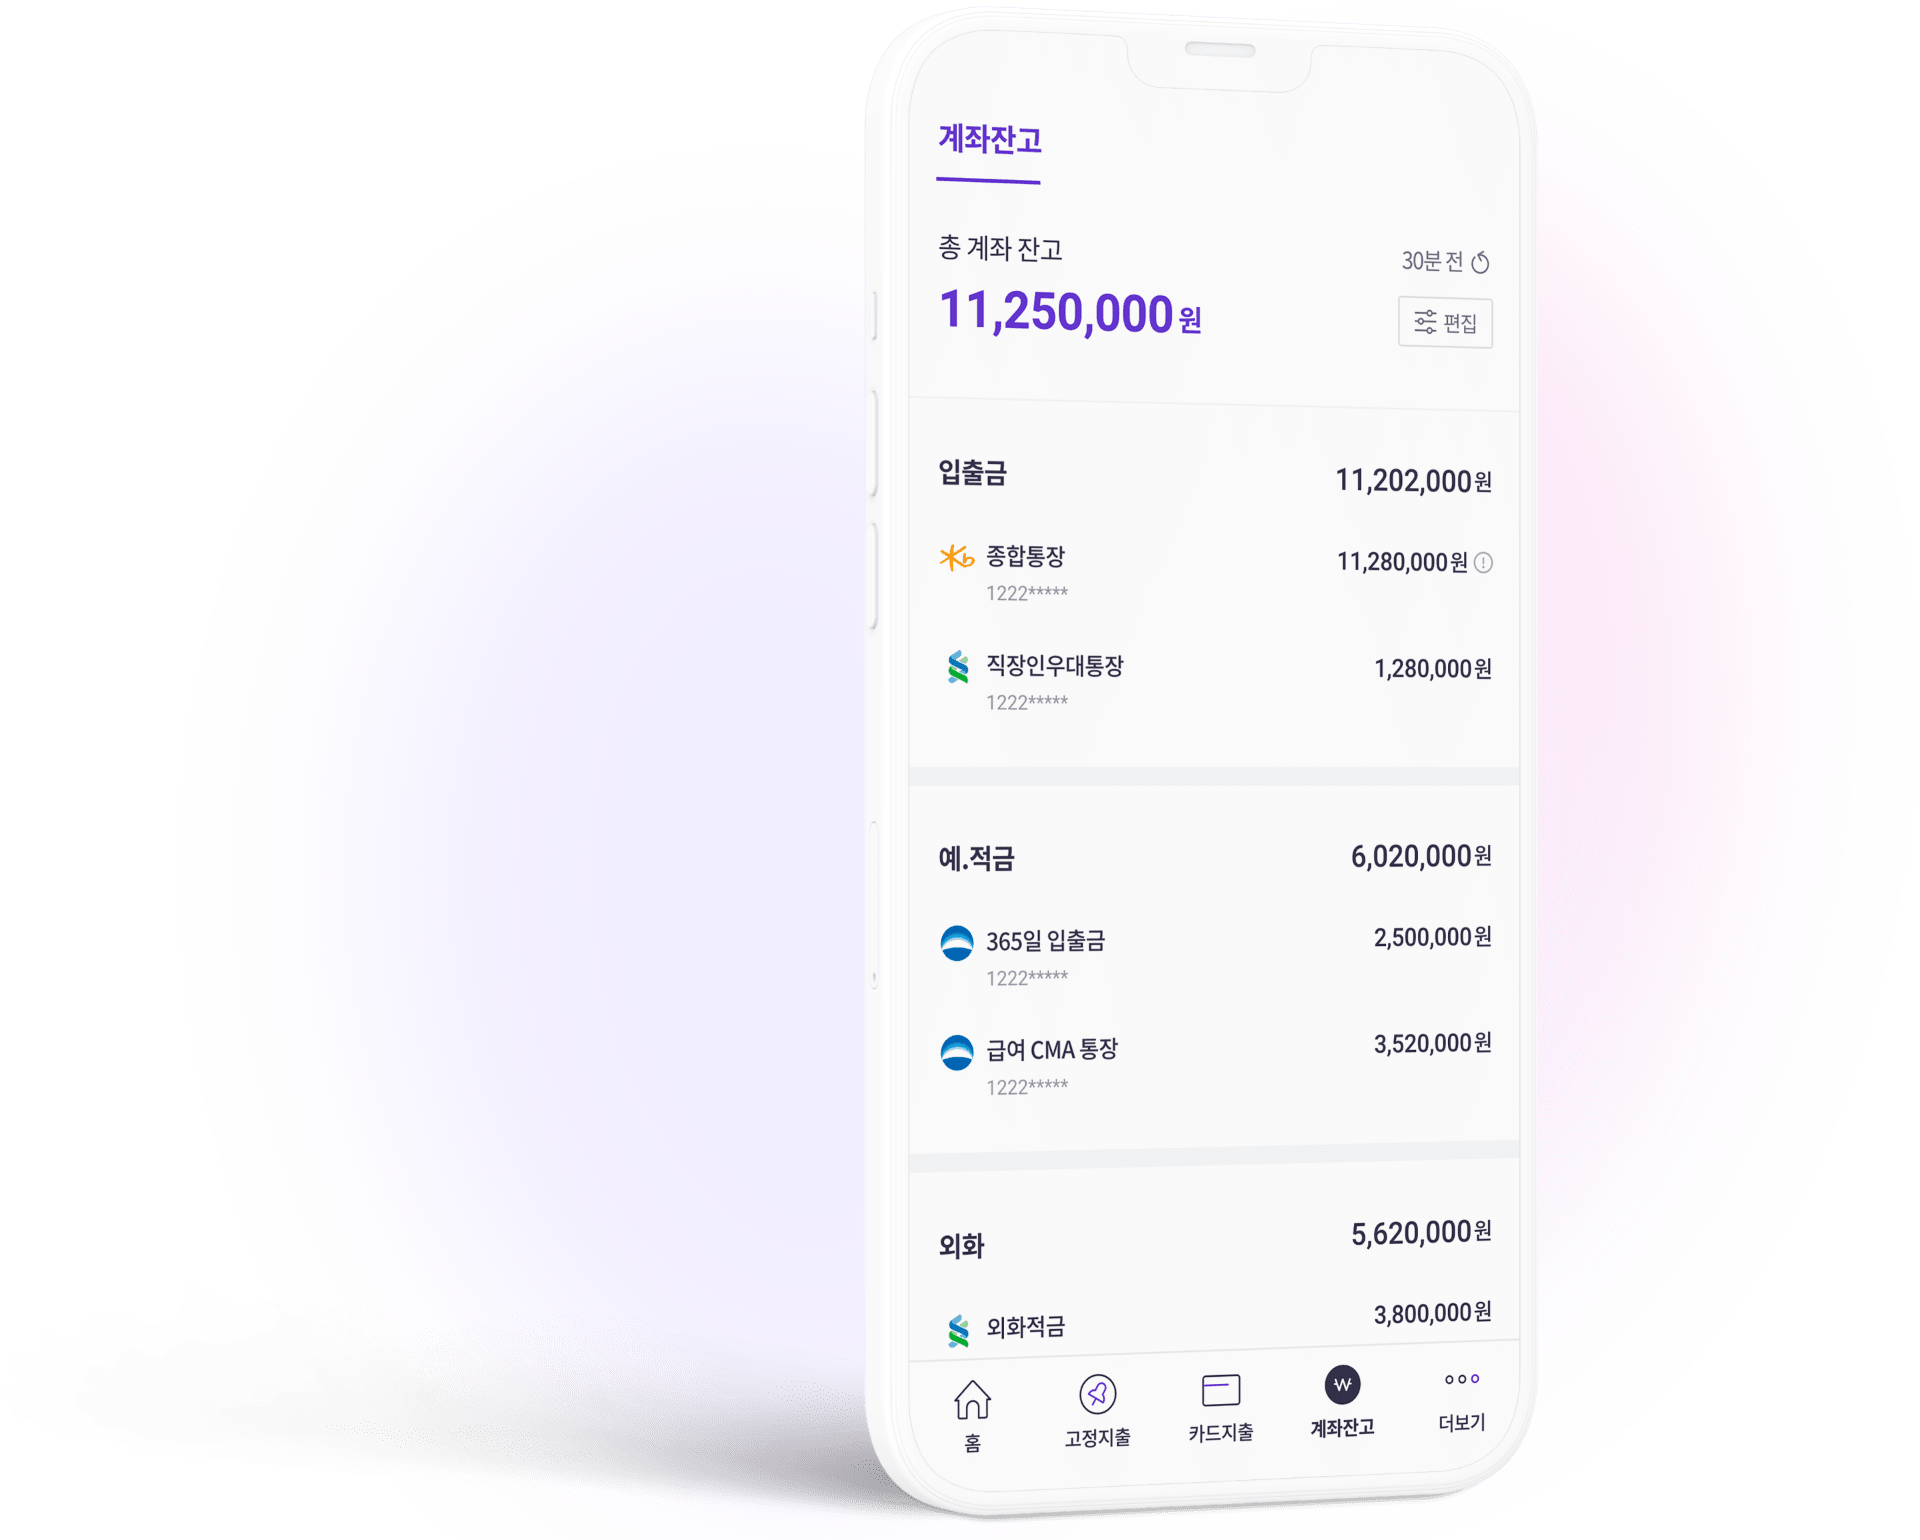 계좌잔고
총 계좌 잔고
30분 전
11,250,000원
편집
입출금
11,202,000원
종합통장
11,280,000원
1222*****
직장인우대통장
1,280,000원
1222*****
예.적금
6,020,000원
365일 입출금
2,500,000원
1222*****
급여 CMA 통장
3,520,000원
1222*****
외화
5,620,000원
외화적금
3,800,000원
홈
고정지출
카드지출
계좌잔고
더보기